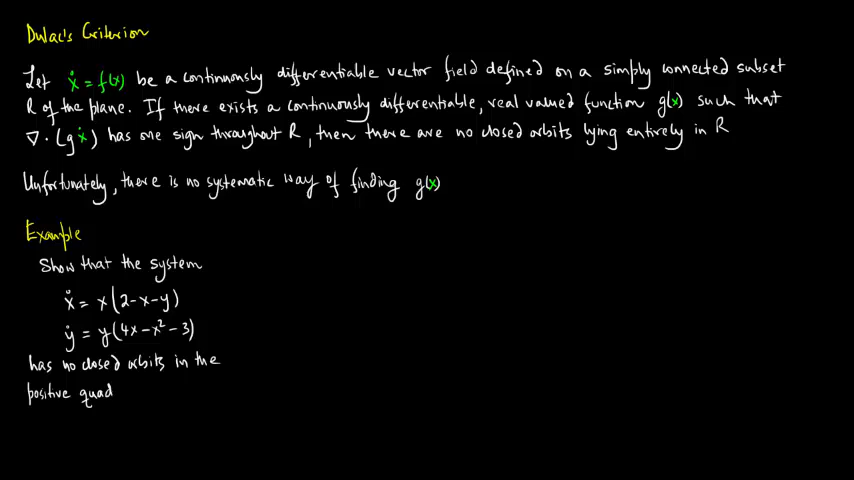 Dulac's Criterion
Let ẋ = f(x) be a continuously differentiable vector field defined on a simply connected subset
R of the plane. If there exists a continuously differentiable, real valued function g(x) such that
∇·(gẋ) has one sign throughout R, then there are no closed orbits lying entirely in R
Unfortunately, there is no systematic way of finding g(x)
Example
Show that the system
ẋ = x(2-x-y)
ẏ = y(4x-x²-3)
has no closed orbits in the
positive quad